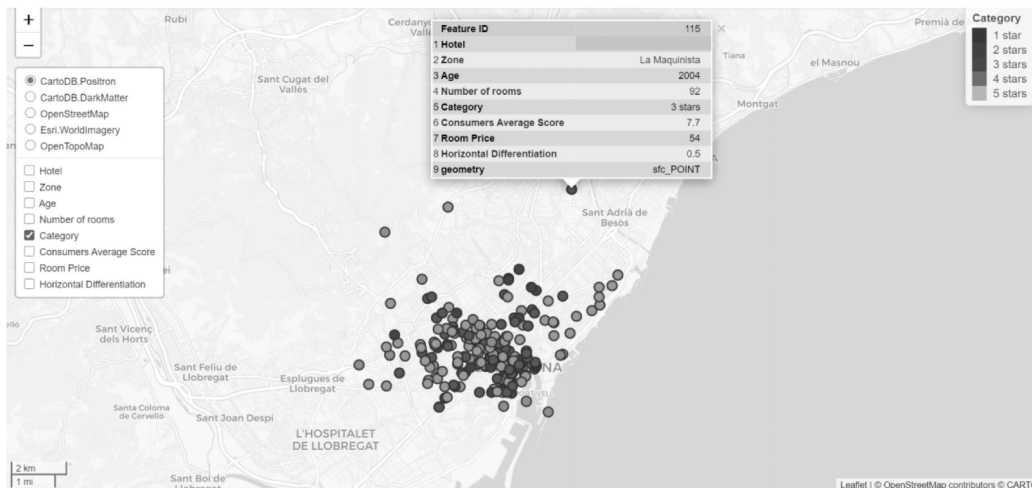 +
−
CartoDB.Positron
CartoDB.DarkMatter
OpenStreetMap
Esri.WorldImagery
OpenTopoMap
Hotel
Zone
Age
Number of rooms
Category
Consumers Average Score
Room Price
Horizontal Differentiation
Rubí
Sant Cugat del
Vallès
Feature ID 115
1 Hotel
2 Zone La Maquinista
3 Age 2004
4 Number of rooms 92
5 Category 3 stars
6 Consumers Average Score 7.7
7 Room Price 54
8 Horizontal Differentiation 0.5
9 geometry sfc_POINT
×
Tiana
el Masnou
Montgat
Premià de
Category
1 star
2 stars
3 stars
4 stars
5 stars
Sant Adrià de
Besòs
Sant Vicenç
dels Horts
Sant Feliu de
Llobregat
Esplugues de
Llobregat
Santa Coloma
de Cervelló
Sant Joan Despí
L'HOSPITALET
DE LLOBREGAT
Sant Boi de
Llobregat
2 km
1 mi
Leaflet | © OpenStreetMap contributors © CART